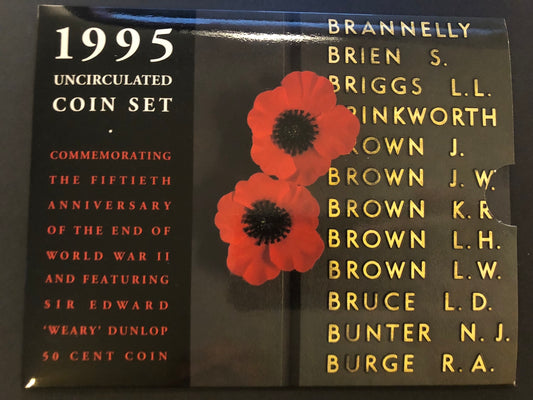 1995
UNCIRCULATED
COIN SET
COMMEMORATING
THE FIFTIETH
ANNIVERSARY
OF THE END OF
WORLD WAR II
AND FEATURING
SIR EDWARD
'WEARY' DUNLOP
50 CENT COIN
BRANNELLY
BRIEN S.
BRIGGS L.L.
BRINKWORTH
BROWN J.
BROWN J.W.
BROWN K.R
BROWN L.H.
BROWN L.W.
BRUCE L.D.
BUNTER N.J.
BURGE R.A.